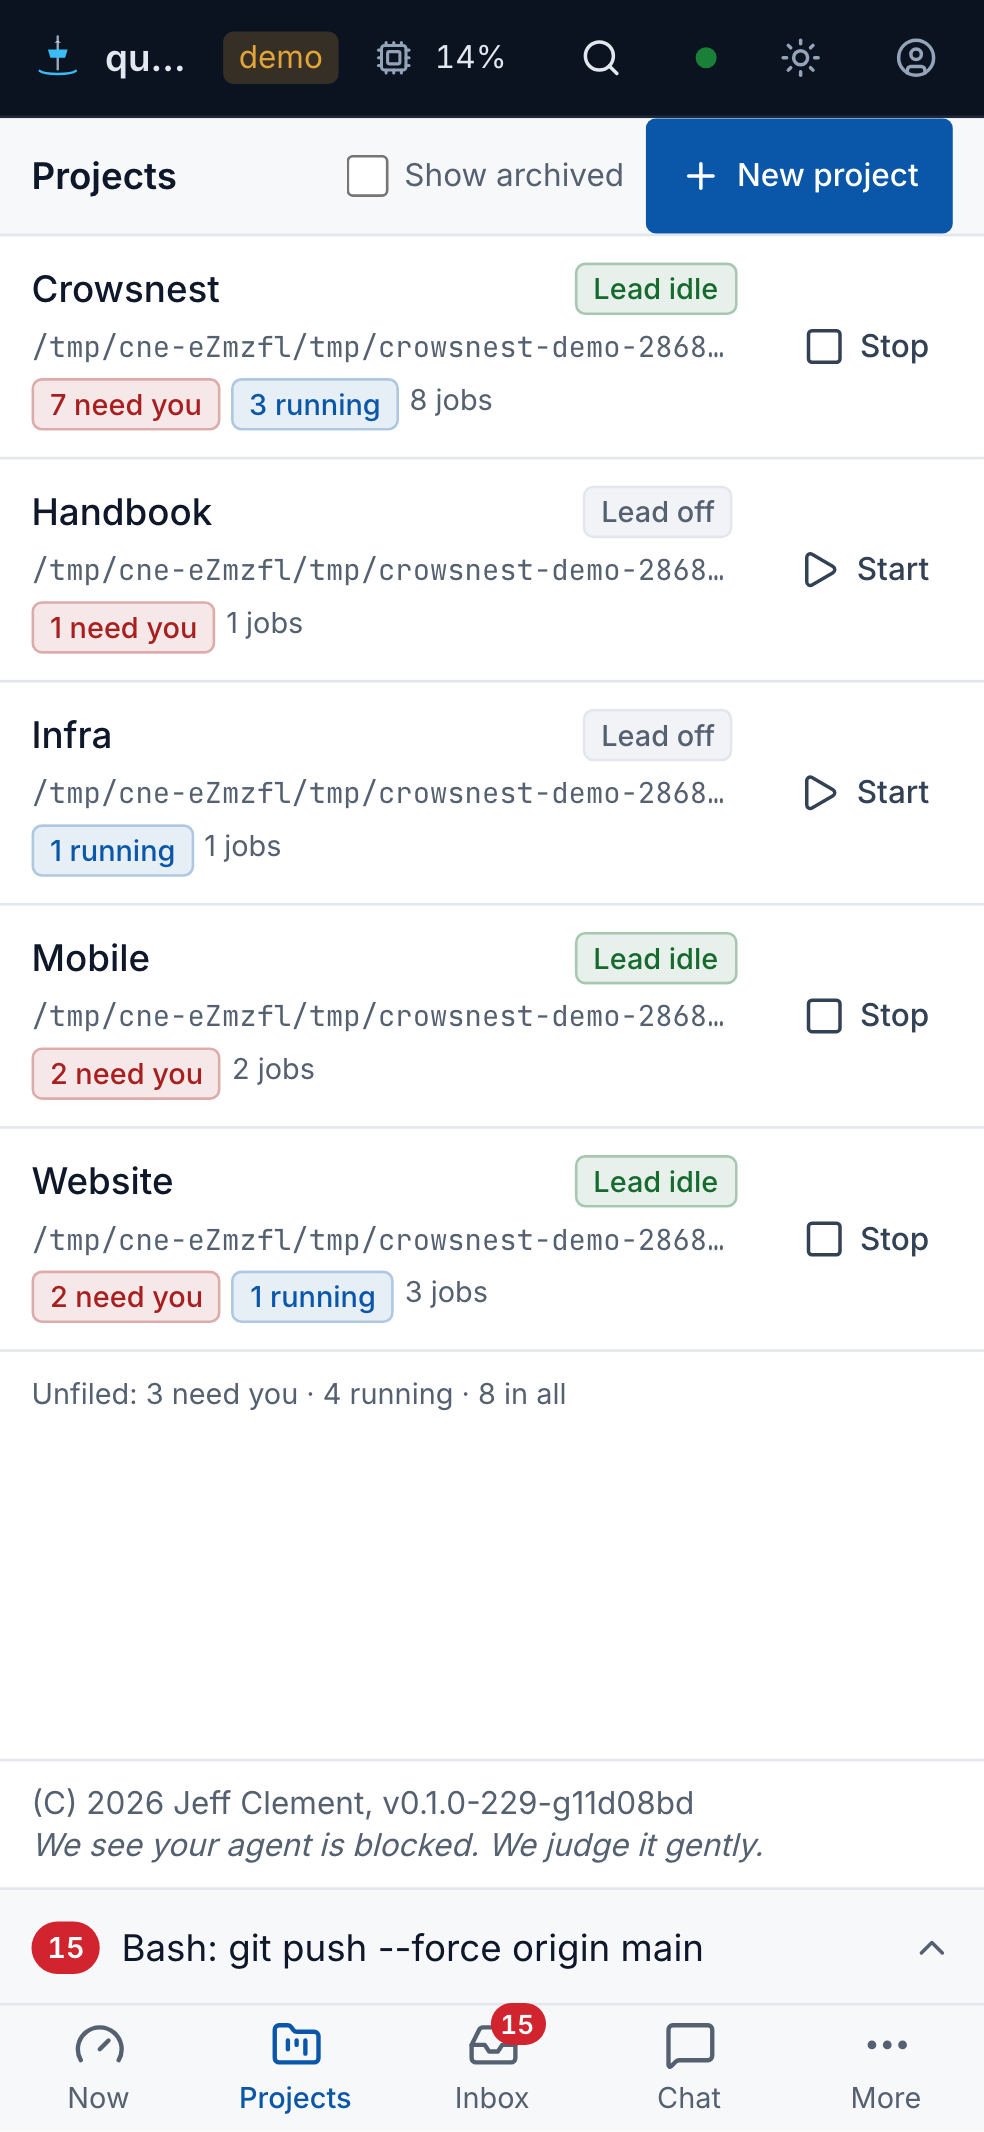 qu... demo 14%
Projects Show archived New project
Crowsnest Lead idle
/tmp/cne-eZmzfl/tmp/crowsnest-demo-2868…
Stop
7 need you 3 running 8 jobs
Handbook Lead off
/tmp/cne-eZmzfl/tmp/crowsnest-demo-2868…
Start
1 need you 1 jobs
Infra Lead off
/tmp/cne-eZmzfl/tmp/crowsnest-demo-2868…
Start
1 running 1 jobs
Mobile Lead idle
/tmp/cne-eZmzfl/tmp/crowsnest-demo-2868…
Stop
2 need you 2 jobs
Website Lead idle
/tmp/cne-eZmzfl/tmp/crowsnest-demo-2868…
Stop
2 need you 1 running 3 jobs
Unfiled: 3 need you · 4 running · 8 in all
(C) 2026 Jeff Clement, v0.1.0-229-g11d08bd
We see your agent is blocked. We judge it gently.
15 Bash: git push --force origin main
15
Now Projects Inbox Chat More